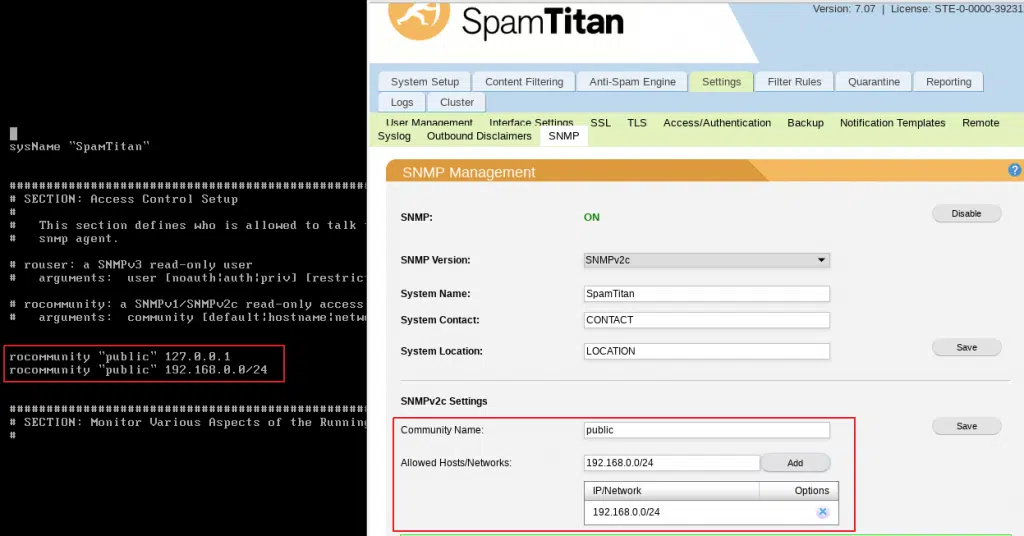 sysName "SpamTitan"
################################################
# SECTION: Access Control Setup
#
#   This section defines who is allowed to talk
#   snmp agent.
# rouser: a SNMPv3 read-only user
#   arguments:  user [noauth|auth|priv] [restric
# rocommunity: a SNMPv1/SNMPv2c read-only access
#   arguments:  community [default|hostname|netw
rocommunity "public" 127.0.0.1
rocommunity "public" 192.168.0.0/24
################################################
# SECTION: Monitor Various Aspects of the Running
#
SpamTitan
Version: 7.07 | License: STE-0-0000-39231
System Setup Content Filtering Anti-Spam Engine Settings Filter Rules Quarantine Reporting
Logs Cluster
User Management Interface Settings SSL TLS Access/Authentication Backup Notification Templates Remote
Syslog Outbound Disclaimers SNMP
SNMP Management ?
SNMP: ON Disable
SNMP Version: SNMPv2c
System Name: SpamTitan
System Contact: CONTACT
System Location: LOCATION Save
SNMPv2c Settings
Community Name: public Save
Allowed Hosts/Networks: 192.168.0.0/24 Add
IP/Network Options
192.168.0.0/24